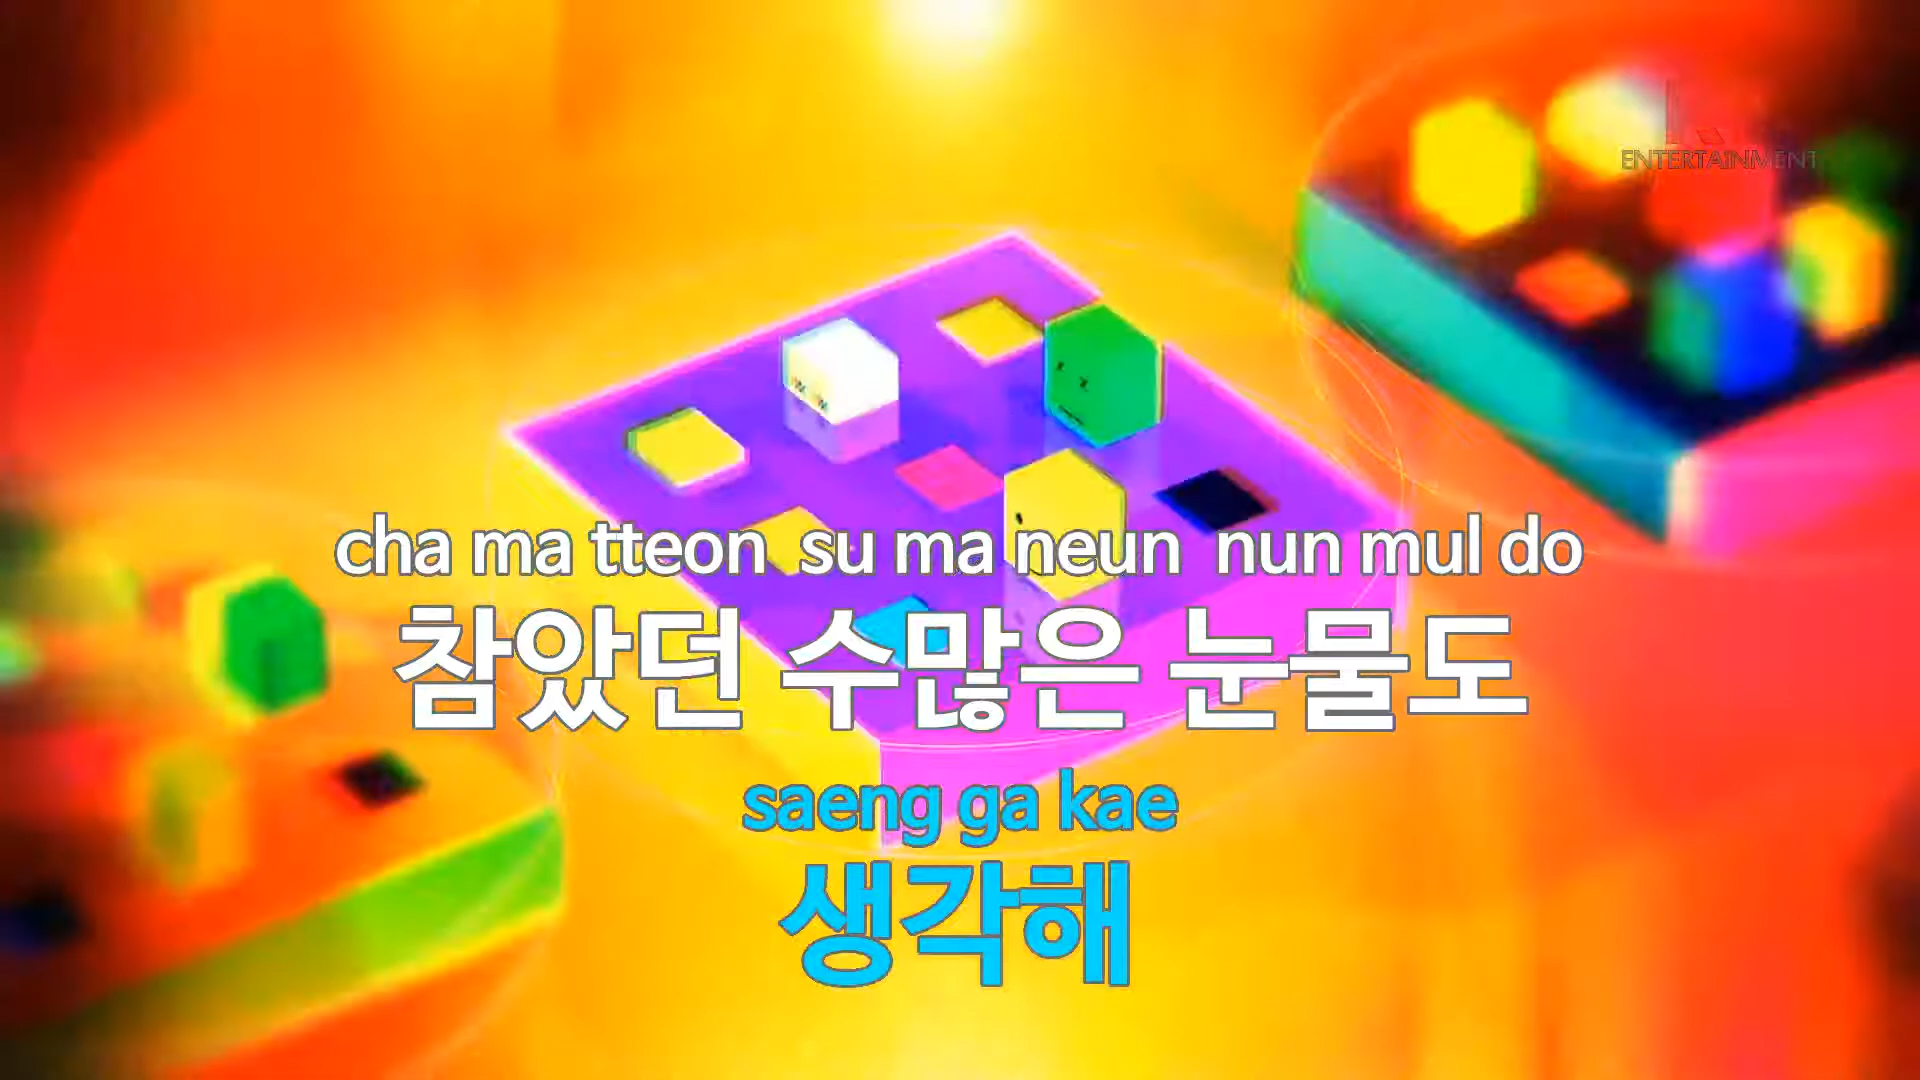 ENTERTAINMENT
cha ma tteon su ma neun nun mul do
참았던 수많은 눈물도
saeng ga kae
생각해